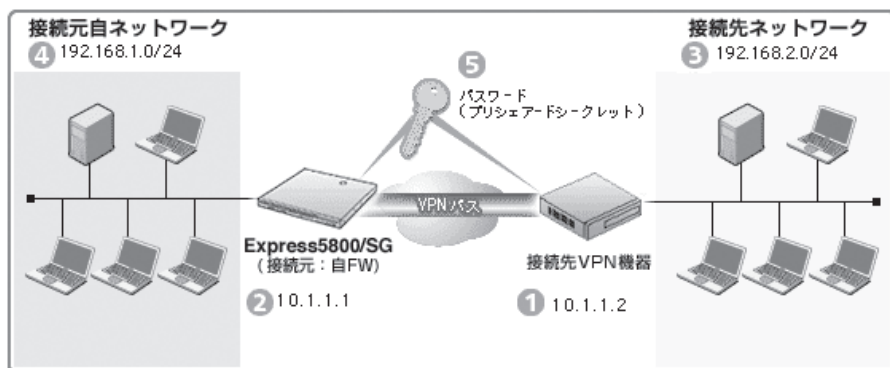 接続元自ネットワーク
④ 192.168.1.0/24
接続先ネットワーク
③ 192.168.2.0/24
⑤
パスワード
(プリシェアードシークレット)
VPNパス
Express5800/SG
(接続元：自FW)
② 10.1.1.1
接続先VPN機器
① 10.1.1.2